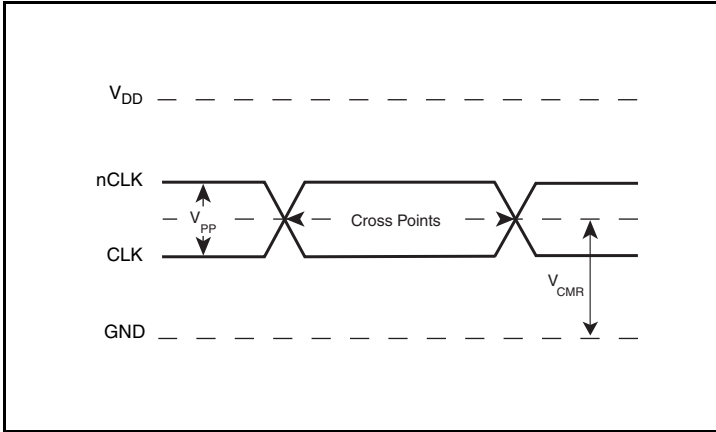 VDD
nCLK
VPP
Cross Points
CLK
VCMR
GND